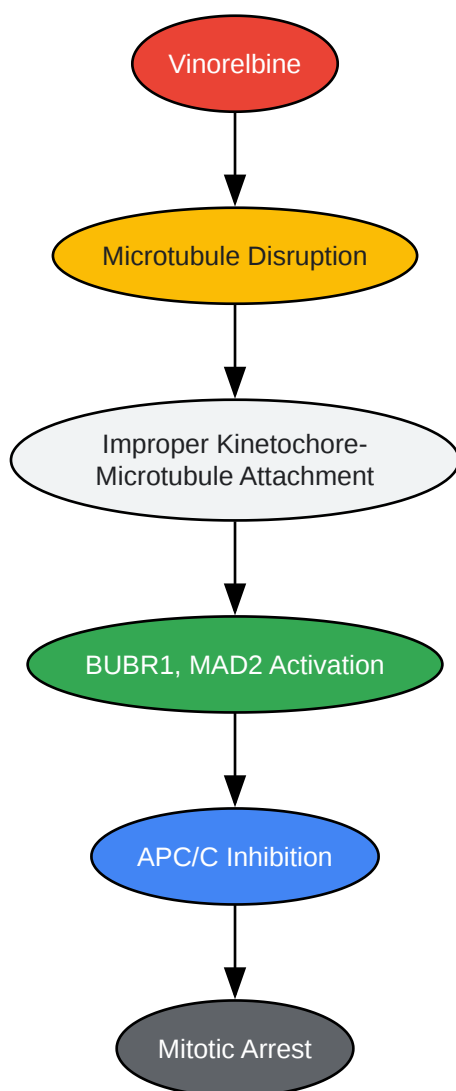 Vinorelbine
Microtubule Disruption
Improper Kinetochore-
Microtubule Attachment
BUBR1, MAD2 Activation
APC/C Inhibition
Mitotic Arrest